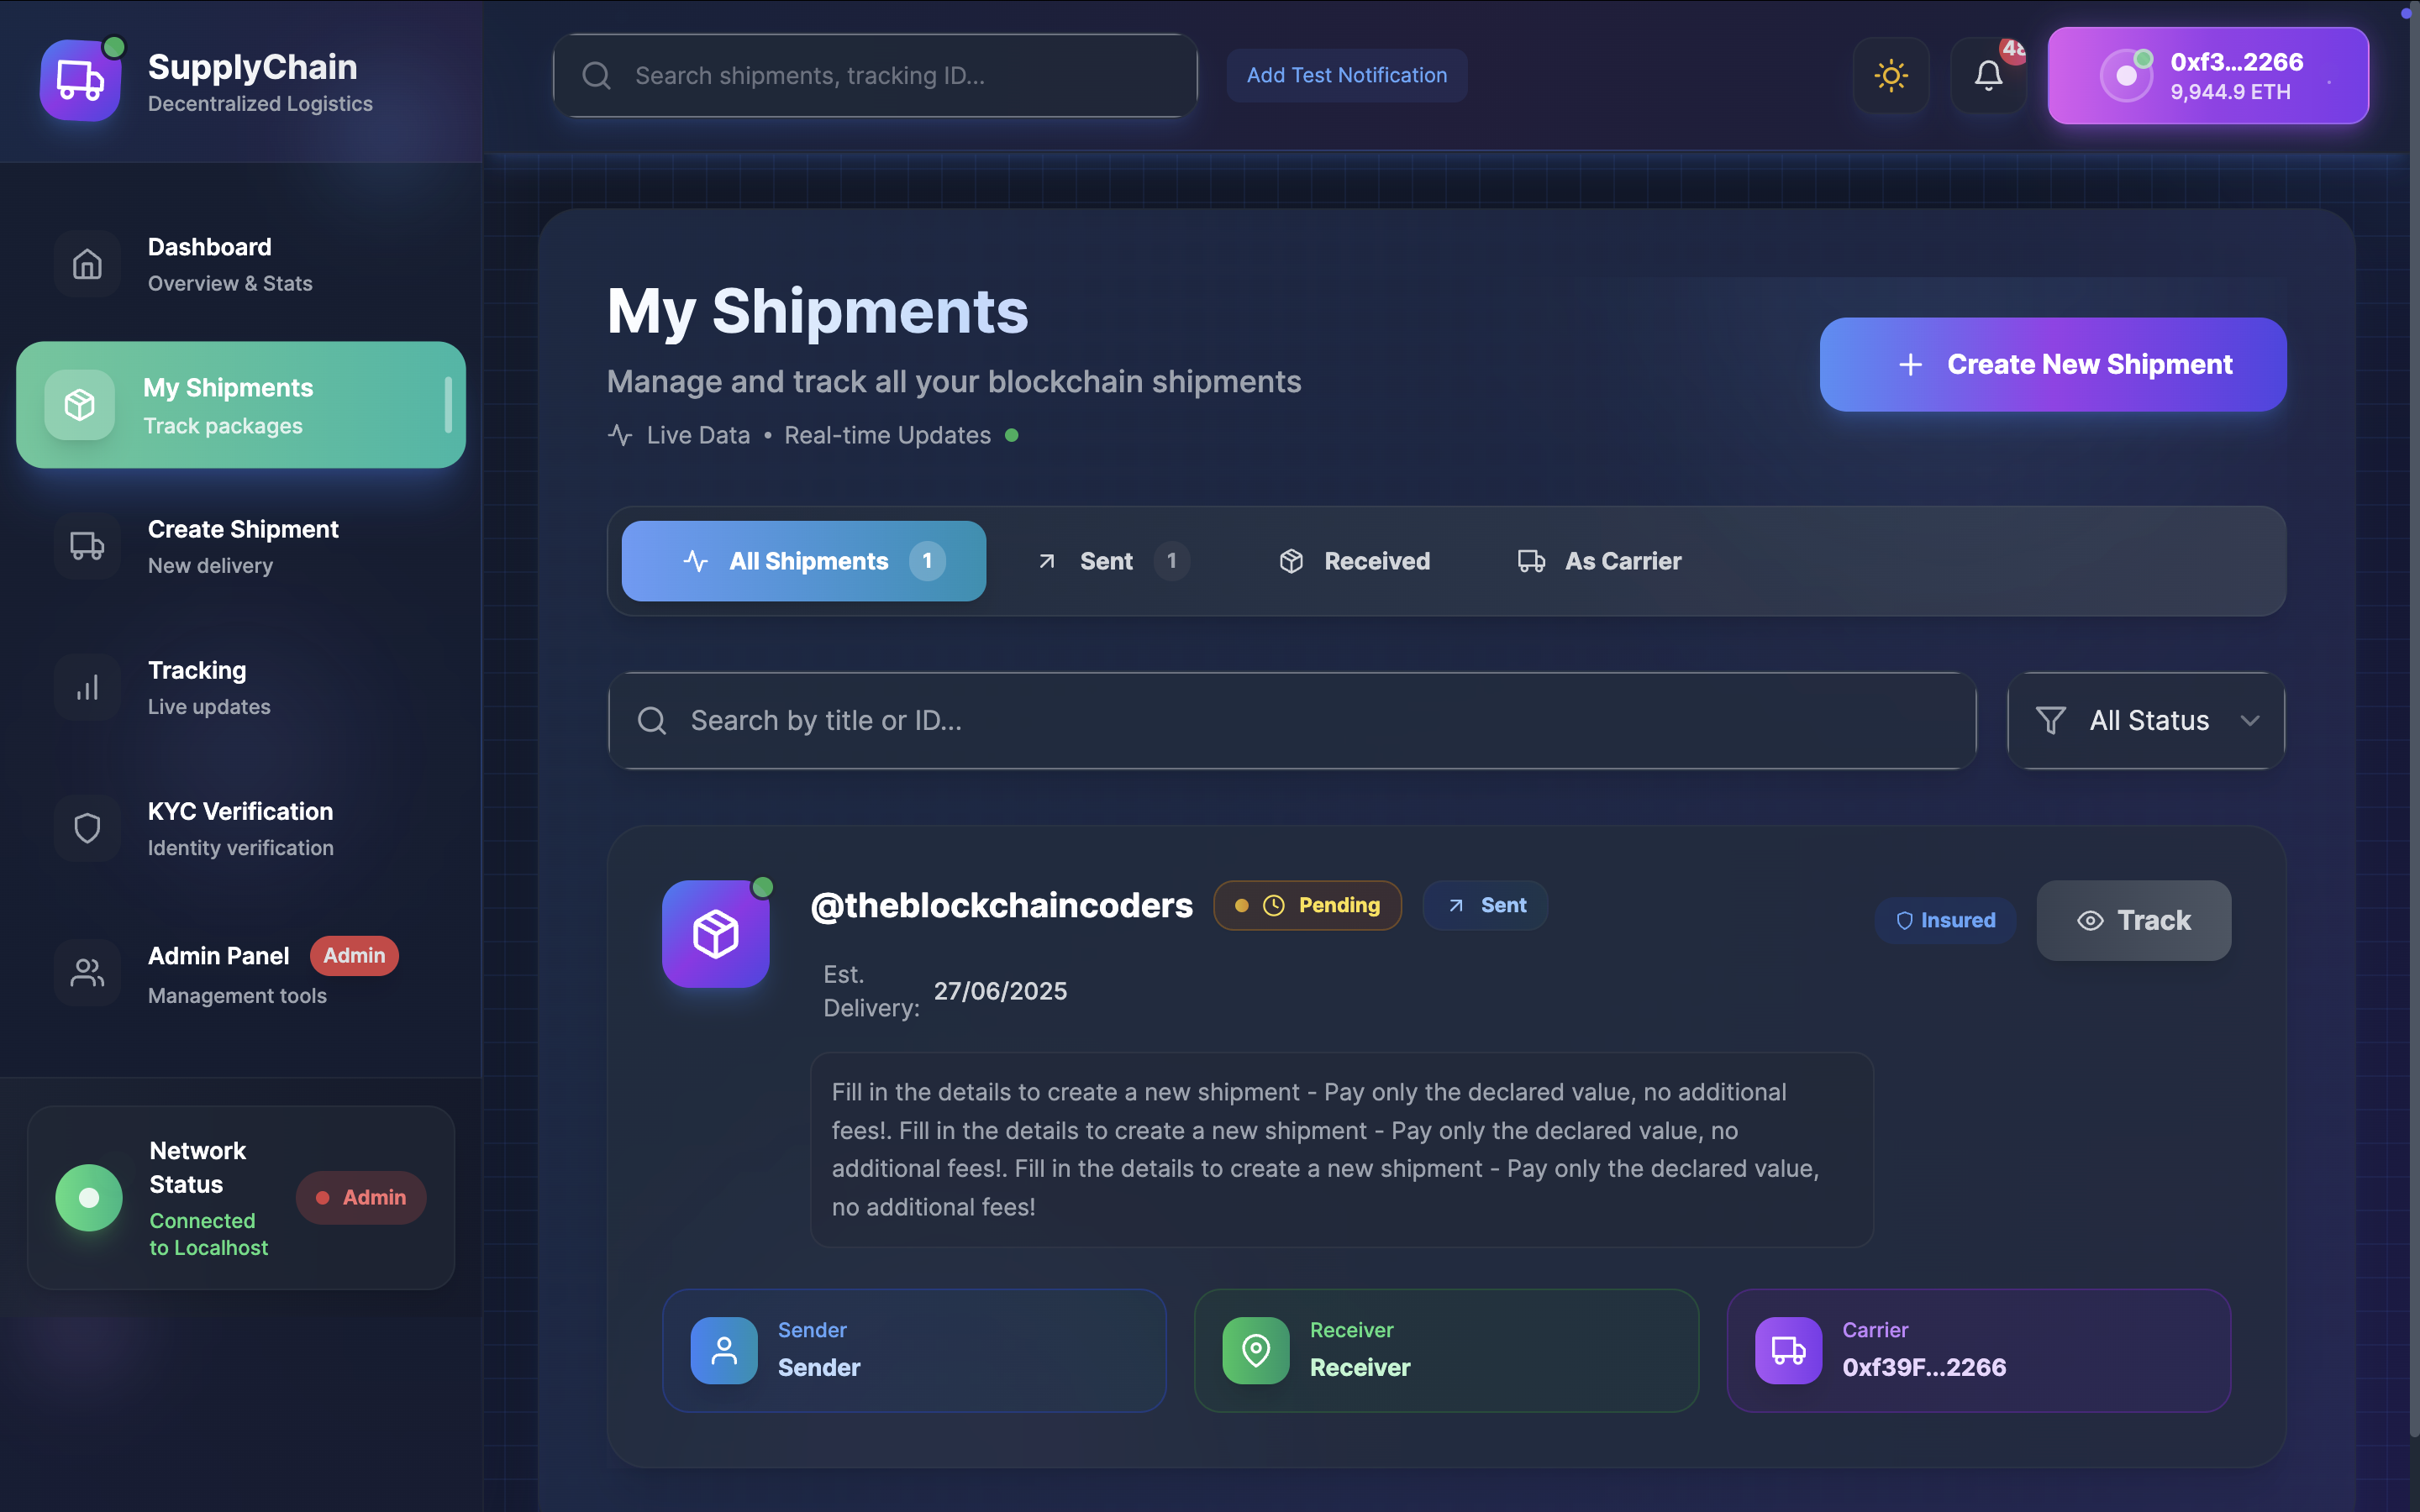 SupplyChain
Decentralized Logistics
Search shipments, tracking ID...
Add Test Notification
48
0xf3...2266
9,944.9 ETH
Dashboard
Overview & Stats
My Shipments
Track packages
Create Shipment
New delivery
Tracking
Live updates
KYC Verification
Identity verification
Admin Panel Admin
Management tools
Network
Status
Connected
to Localhost
Admin
My Shipments
Manage and track all your blockchain shipments
Live Data • Real-time Updates
Create New Shipment
All Shipments 1
Sent 1
Received
As Carrier
Search by title or ID...
All Status
@theblockchaincoders
Pending
Sent
Insured
Track
Est.
Delivery:
27/06/2025
Fill in the details to create a new shipment - Pay only the declared value, no additional
fees!. Fill in the details to create a new shipment - Pay only the declared value, no
additional fees!. Fill in the details to create a new shipment - Pay only the declared value,
no additional fees!
Sender
Sender
Receiver
Receiver
Carrier
0xf39F...2266